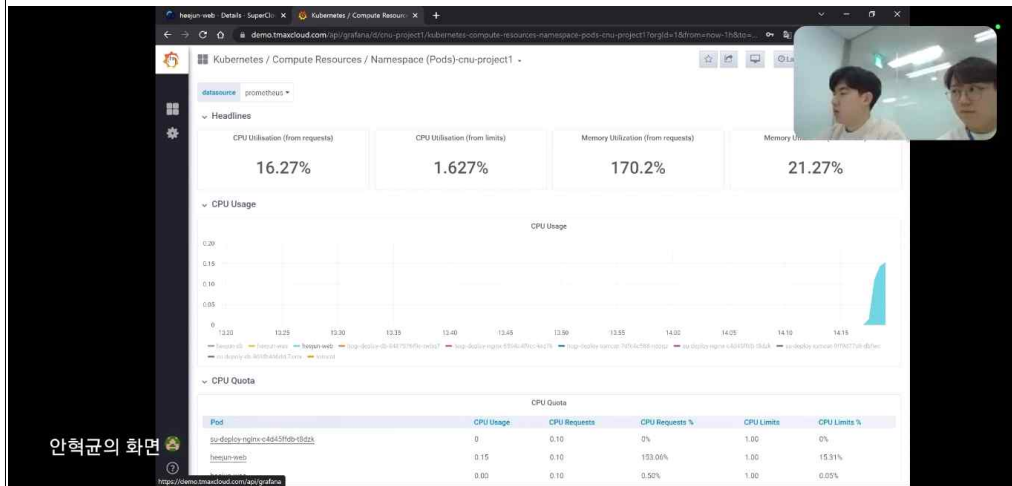 heejun-web - Details - SuperClo
Kubernetes / Compute Resourc
demo.tmaxcloud.com/api/grafana/d/cnu-project1/kubernetes-compute-resources-namespace-pods-cnu-project1?orgId=1&from=now-1h&to=...
Kubernetes / Compute Resources / Namespace (Pods)-cnu-project1
datasource prometheus
Headlines
CPU Utilisation (from requests)
16.27%
CPU Utilisation (from limits)
1.627%
Memory Utilization (from requests)
170.2%
Memory
21.27%
CPU Usage
CPU Usage
0.20
0.15
0.10
0.05
0
13:20 13:25 13:30 13:35 13:40 13:45 13:50 13:55 14:00 14:05 14:10 14:15
heejun-db heejun-was heejun-web
CPU Quota
CPU Quota
Pod CPU Usage CPU Requests CPU Requests % CPU Limits CPU Limits %
su-deploy-nginx-c4d45ffdb-t8dzk 0 0.10 0% 1.00 0%
heejun-web 0.15 0.10 153.06% 1.00 15.31%
0.00 0.10 0.50% 1.00 0.05%
안혁균의 화면
https://demo.tmaxcloud.com/api/grafana